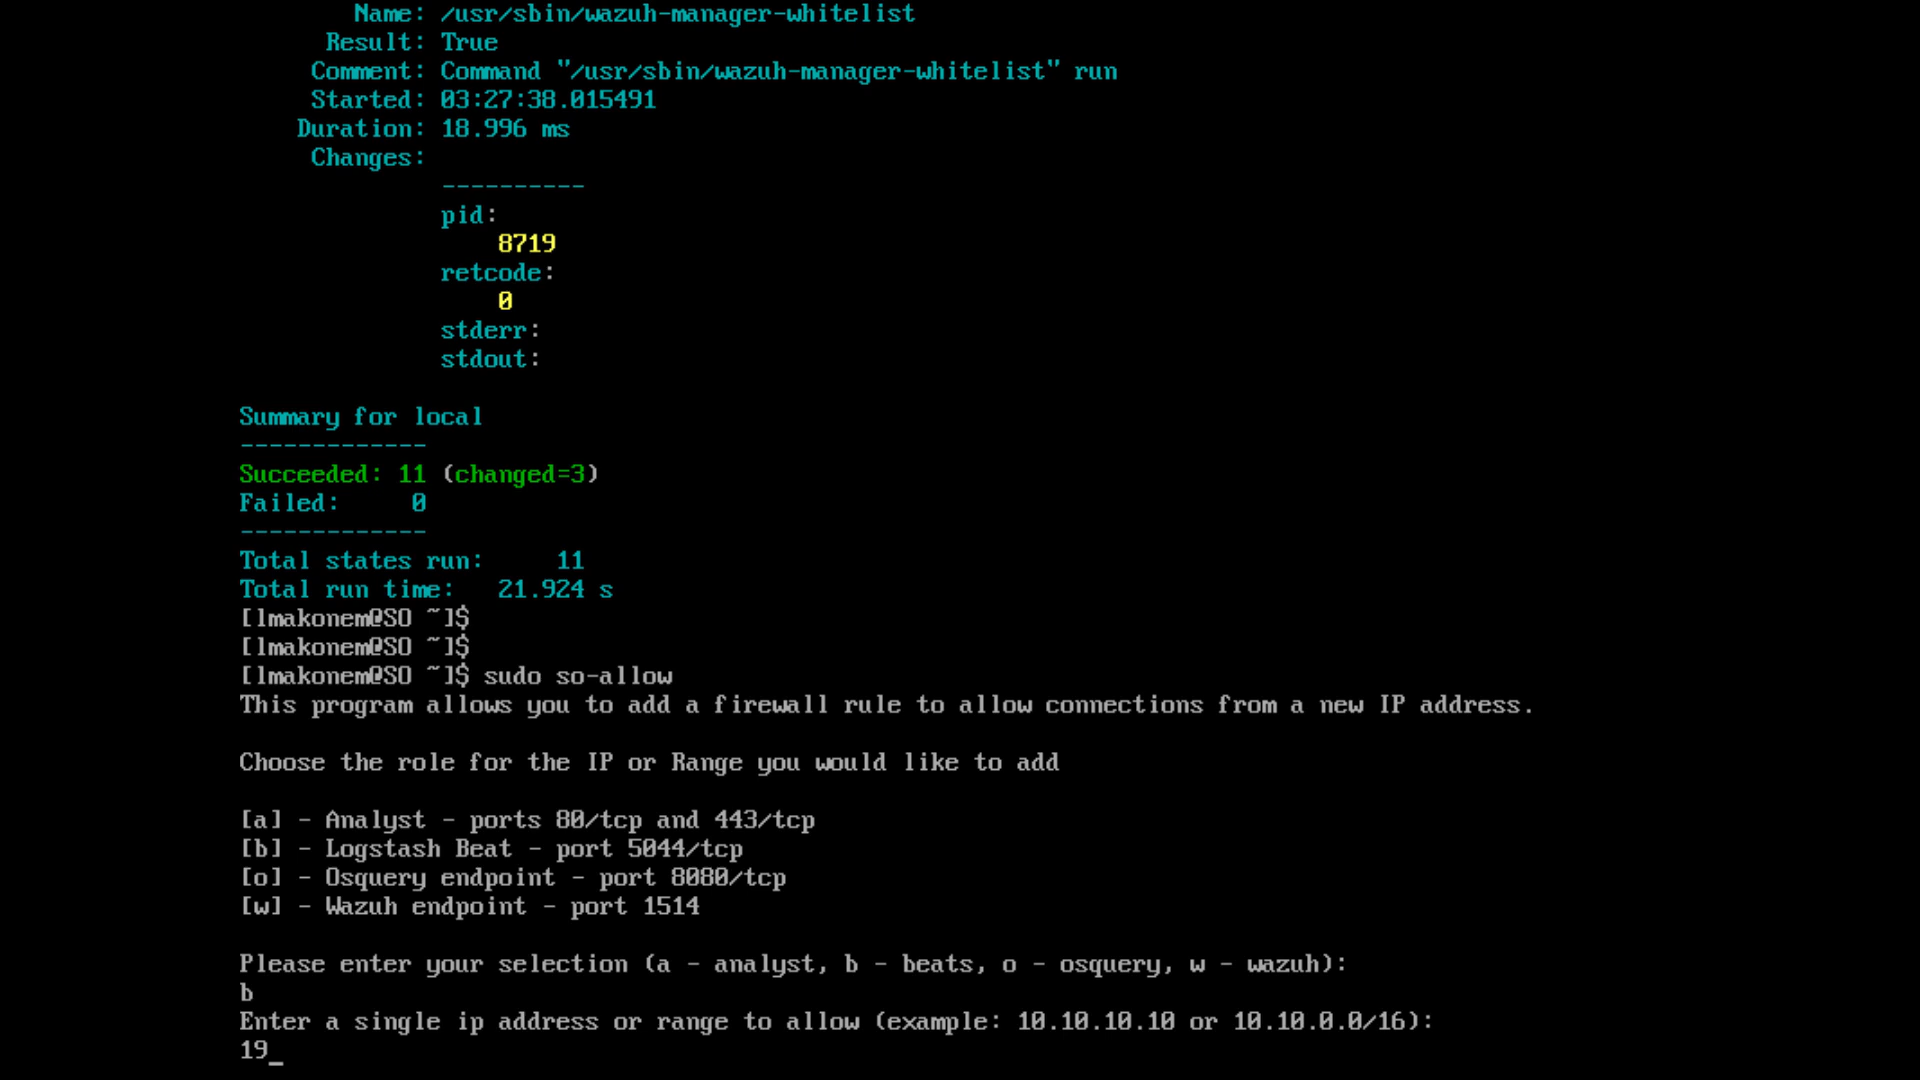 Name: /usr/sbin/wazuh-manager-whitelist
Result: True
Comment: Command "/usr/sbin/wazuh-manager-whitelist" run
Started: 03:27:38.015491
Duration: 18.996 ms
Changes:
----------
pid:
8719
retcode:
0
stderr:
stdout:
Summary for local
-------------
Succeeded: 11 (changed=3)
Failed: 0
-------------
Total states run: 11
Total run time: 21.924 s
[lmakonem@SO ~]$
[lmakonem@SO ~]$
[lmakonem@SO ~]$ sudo so-allow
This program allows you to add a firewall rule to allow connections from a new IP address.
Choose the role for the IP or Range you would like to add
[a] - Analyst - ports 80/tcp and 443/tcp
[b] - Logstash Beat - port 5044/tcp
[o] - Osquery endpoint - port 8080/tcp
[w] - Wazuh endpoint - port 1514
Please enter your selection (a - analyst, b - beats, o - osquery, w - wazuh):
b
Enter a single ip address or range to allow (example: 10.10.10.10 or 10.10.0.0/16):
19_